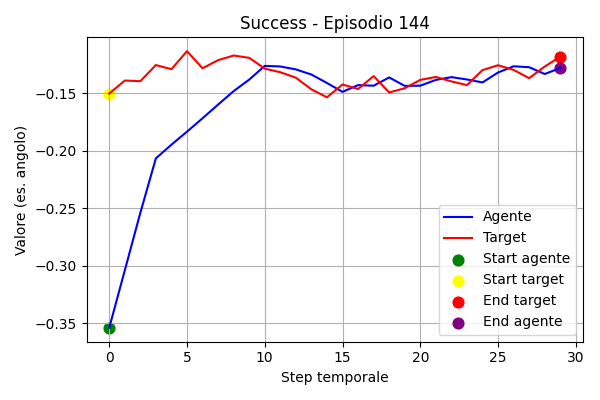 Success - Episodio 144
Valore (es. angolo)
−0.15
−0.20
−0.25
−0.30
−0.35
0 5 10 15 20 25 30
Step temporale
Agente
Target
Start agente
Start target
End target
End agente